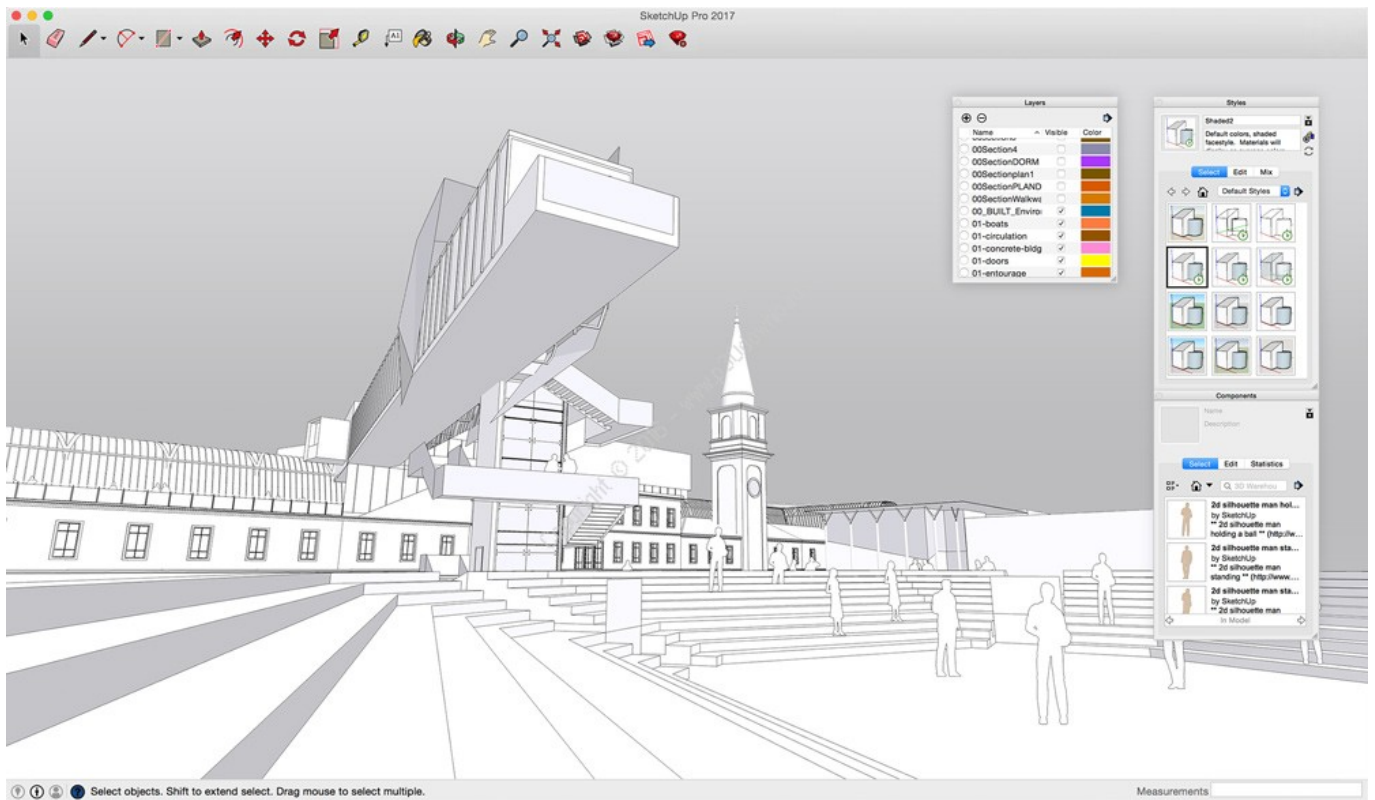 SketchUp Pro 2017
A1
Layers
Name
Visible
Color
00Section4
00SectionDORM
00Sectionplan1
00SectionPLAND
00SectionWalkwa
00_BUILT_Enviro
01-boats
01-circulation
01-concrete-bldg
01-doors
01-entourage
Styles
Shaded2
Default colors, shaded
facestyle. Materials will
Select Edit Mix
Default Styles
Components
Name
Description
Select Edit Statistics
3D Warehou
2d silhouette man hol...
by SketchUp
** 2d silhouette man
holding a ball ** (http://w...
2d silhouette man sta...
by SketchUp
** 2d silhouette man
standing ** (http://www....
2d silhouette man sta...
by SketchUp
** 2d silhouette man
In Model
Select objects. Shift to extend select. Drag mouse to select multiple.
Measurements